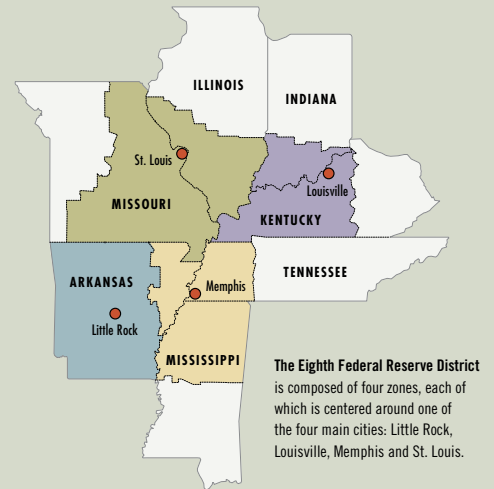 ILLINOIS
INDIANA
St. Louis
Louisville
MISSOURI
KENTUCKY
TENNESSEE
ARKANSAS
Memphis
Little Rock
MISSISSIPPI
The Eighth Federal Reserve District
is composed of four zones, each of
which is centered around one of
the four main cities: Little Rock,
Louisville, Memphis and St. Louis.